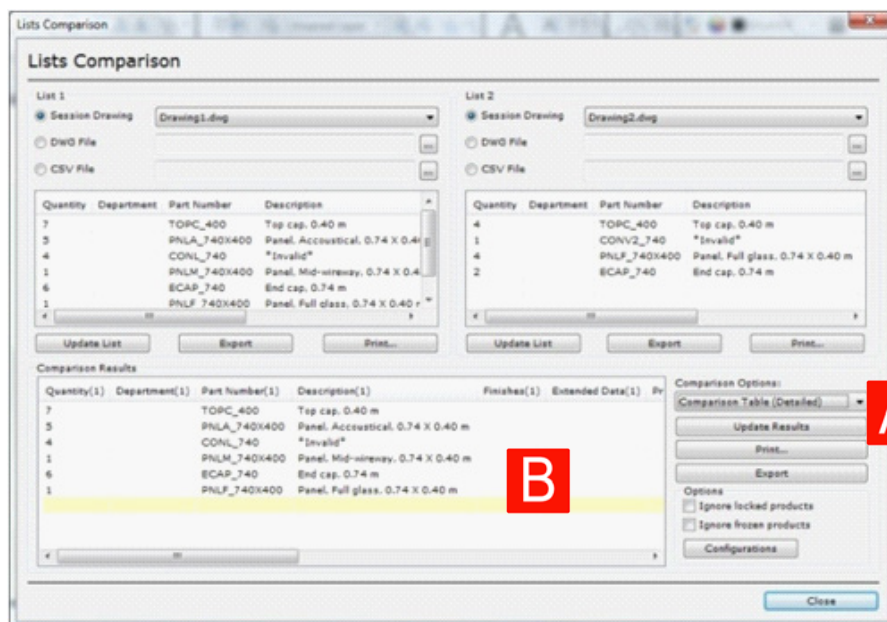 Lists Comparison
Lists Comparison
List 1
Session Drawing Drawing1.dwg
DWG File ...
CSV File ...
Quantity Department Part Number Description
7 TOPC_400 Top cap. 0.40 m
5 PNLA_740X400 Panel. Accoustical. 0.74 X 0.4
4 CONL_740 *Invalid*
1 PNLM_740X400 Panel. Mid-wireway. 0.74 X 0.4
6 ECAP_740 End cap. 0.74 m
1 PNLF_740X400 Panel. Full glass. 0.74 X 0.40 r
Update List Export Print...
List 2
Session Drawing Drawing2.dwg
DWG File ...
CSV File ...
Quantity Department Part Number Description
4 TOPC_400 Top cap. 0.40 m
1 CONV2_740 *Invalid*
4 PNLF_740X400 Panel. Full glass. 0.74 X 0.40 m
2 ECAP_740 End cap. 0.74 m
Update List Export Print...
Comparison Results
Quantity(1) Department(1) Part Number(1) Description(1) Finishes(1) Extended Data(1) Pr
7 TOPC_400 Top cap. 0.40 m
5 PNLA_740X400 Panel. Accoustical. 0.74 X 0.40 m
4 CONL_740 *Invalid*
1 PNLM_740X400 Panel. Mid-wireway. 0.74 X 0.40 m
6 ECAP_740 End cap. 0.74 m
1 PNLF_740X400 Panel. Full glass. 0.74 X 0.40 m
B
Comparison Options:
Comparison Table (Detailed)
A
Update Results
Print...
Export
Options
Ignore locked products
Ignore frozen products
Configurations
Close